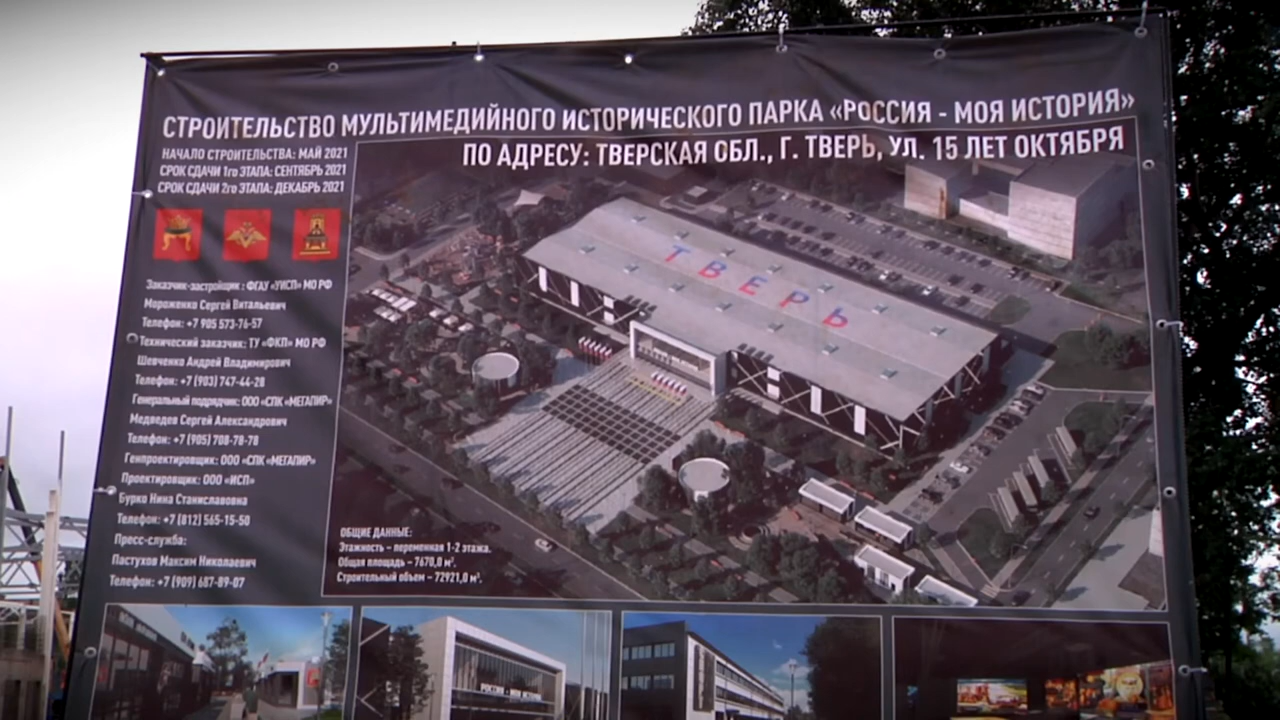 СТРОИТЕЛЬСТВО МУЛЬТИМЕДИЙНОГО ИСТОРИЧЕСКОГО ПАРКА «РОССИЯ - МОЯ ИСТОРИЯ»
ПО АДРЕСУ: ТВЕРСКАЯ ОБЛ., Г. ТВЕРЬ, УЛ. 15 ЛЕТ ОКТЯБРЯ
НАЧАЛО СТРОИТЕЛЬСТВА: МАЙ 2021
СРОК СДАЧИ 1го ЭТАПА: СЕНТЯБРЬ 2021
СРОК СДАЧИ 2го ЭТАПА: ДЕКАБРЬ 2021
Заказчик-застройщик: ФГАУ «УИСП» МО РФ
Мороженко Сергей Витальевич
Телефон: +7 905 573-76-57
Технический заказчик: ТУ «ФКП» МО РФ
Шевченко Андрей Владимирович
Телефон: +7 (903) 747-44-28
Генеральный подрядчик: ООО «СПК «МЕГАПИР»
Медведев Сергей Александрович
Телефон: +7 (905) 708-78-78
Генпроектировщик: ООО «СПК «МЕГАПИР»
Проектировщик: ООО «ИСП»
Бурко Нина Станиславовна
Телефон: +7 (812) 565-15-50
Пресс-служба:
Пастухов Максим Николаевич
Телефон: +7 (909) 687-89-07
ТВЕРЬ
ОБЩИЕ ДАННЫЕ:
Этажность – переменная 1-2 этажа.
Общая площадь – 7670,0 м².
Строительный объем – 72921,0 м³.
РОССИЯ - МОЯ ИСТОРИЯ